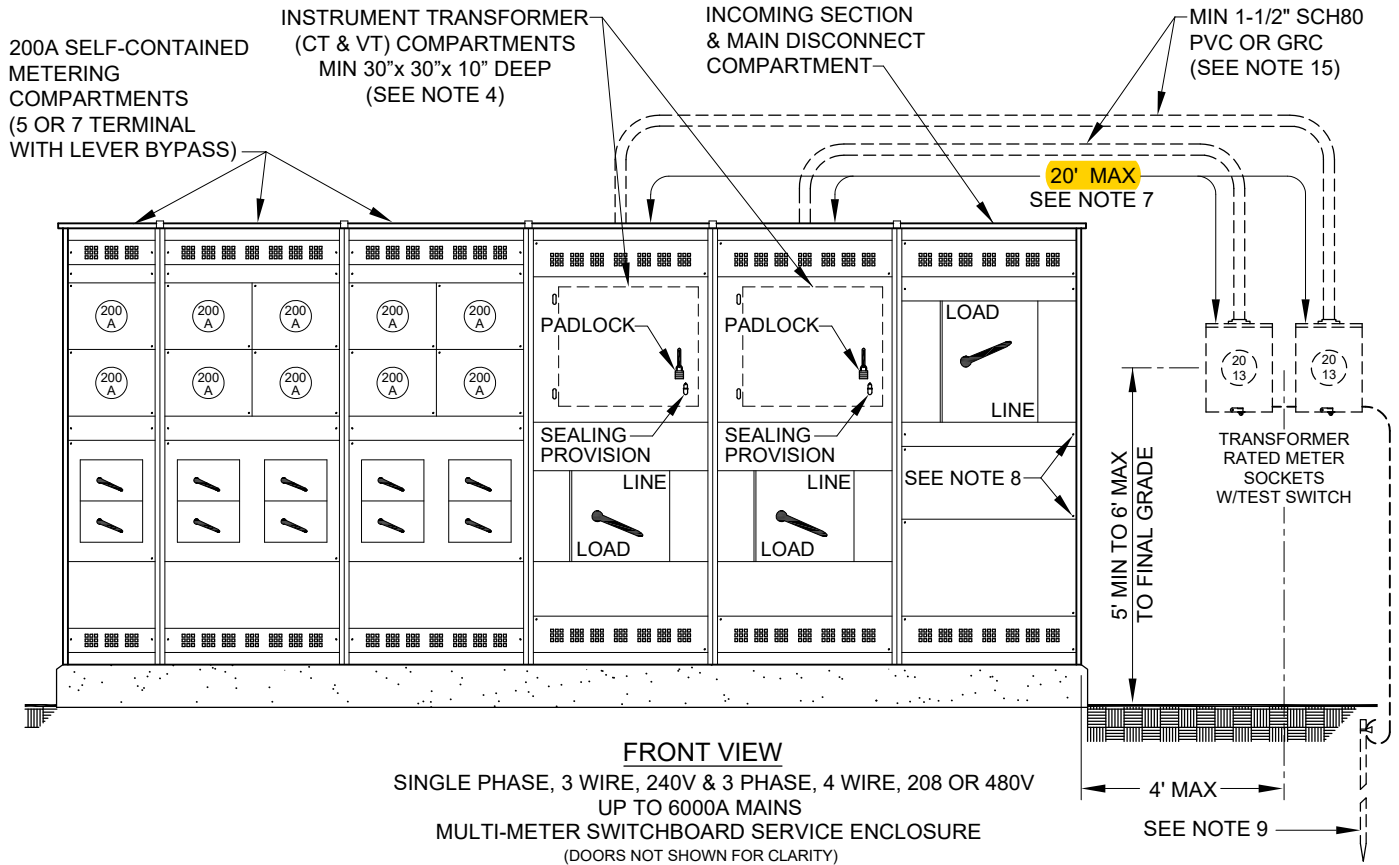 200A SELF-CONTAINED
METERING
COMPARTMENTS
(5 OR 7 TERMINAL
WITH LEVER BYPASS)
INSTRUMENT TRANSFORMER
(CT & VT) COMPARTMENTS
MIN 30”x 30”x 10” DEEP
(SEE NOTE 4)
INCOMING SECTION
& MAIN DISCONNECT
COMPARTMENT
MIN 1-1/2" SCH80
PVC OR GRC
(SEE NOTE 15)
20' MAX
SEE NOTE 7
200
A
200
A
200
A
200
A
200
A
200
A
200
A
200
A
200
A
200
A
PADLOCK
SEALING
PROVISION
LINE
LOAD
PADLOCK
SEALING
PROVISION
LINE
LOAD
LOAD
LINE
SEE NOTE 8
20
13
20
13
TRANSFORMER
RATED METER
SOCKETS
W/TEST SWITCH
5' MIN TO 6' MAX
TO FINAL GRADE
4' MAX
SEE NOTE 9
FRONT VIEW
SINGLE PHASE, 3 WIRE, 240V & 3 PHASE, 4 WIRE, 208 OR 480V
UP TO 6000A MAINS
MULTI-METER SWITCHBOARD SERVICE ENCLOSURE
(DOORS NOT SHOWN FOR CLARITY)